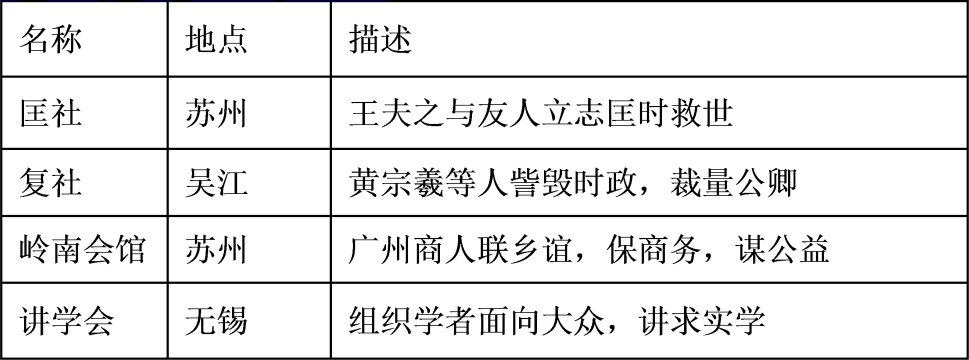 名称 地点 描述
匡社 苏州 王夫之与友人立志匡时救世
复社 吴江 黄宗羲等人訾毁时政，裁量公卿
岭南会馆 苏州 广州商人联乡谊，保商务，谋公益
讲学会 无锡 组织学者面向大众，讲求实学